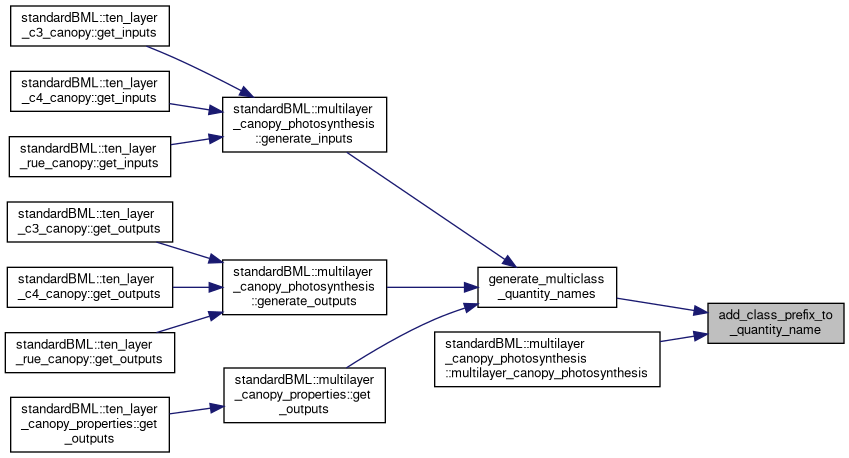 standardBML::ten_layer
_c3_canopy::get_inputs
standardBML::ten_layer
_c4_canopy::get_inputs
standardBML::ten_layer
_rue_canopy::get_inputs
standardBML::multilayer
_canopy_photosynthesis
::generate_inputs
standardBML::ten_layer
_c3_canopy::get_outputs
standardBML::ten_layer
_c4_canopy::get_outputs
standardBML::ten_layer
_rue_canopy::get_outputs
standardBML::multilayer
_canopy_photosynthesis
::generate_outputs
standardBML::ten_layer
_canopy_properties::get
_outputs
standardBML::multilayer
_canopy_properties::get
_outputs
generate_multiclass
_quantity_names
standardBML::multilayer
_canopy_photosynthesis
::multilayer_canopy_photosynthesis
add_class_prefix_to
_quantity_name